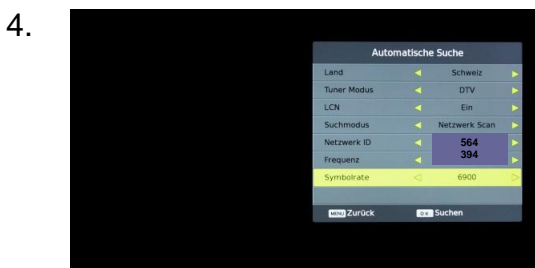 4.
Automatische Suche
Land Schweiz
Tuner Modus DTV
LCN Ein
Suchmodus Netzwerk Scan
Netzwerk ID 564
Frequenz 394
Symbolrate 6900
MENU Zurück OK Suchen